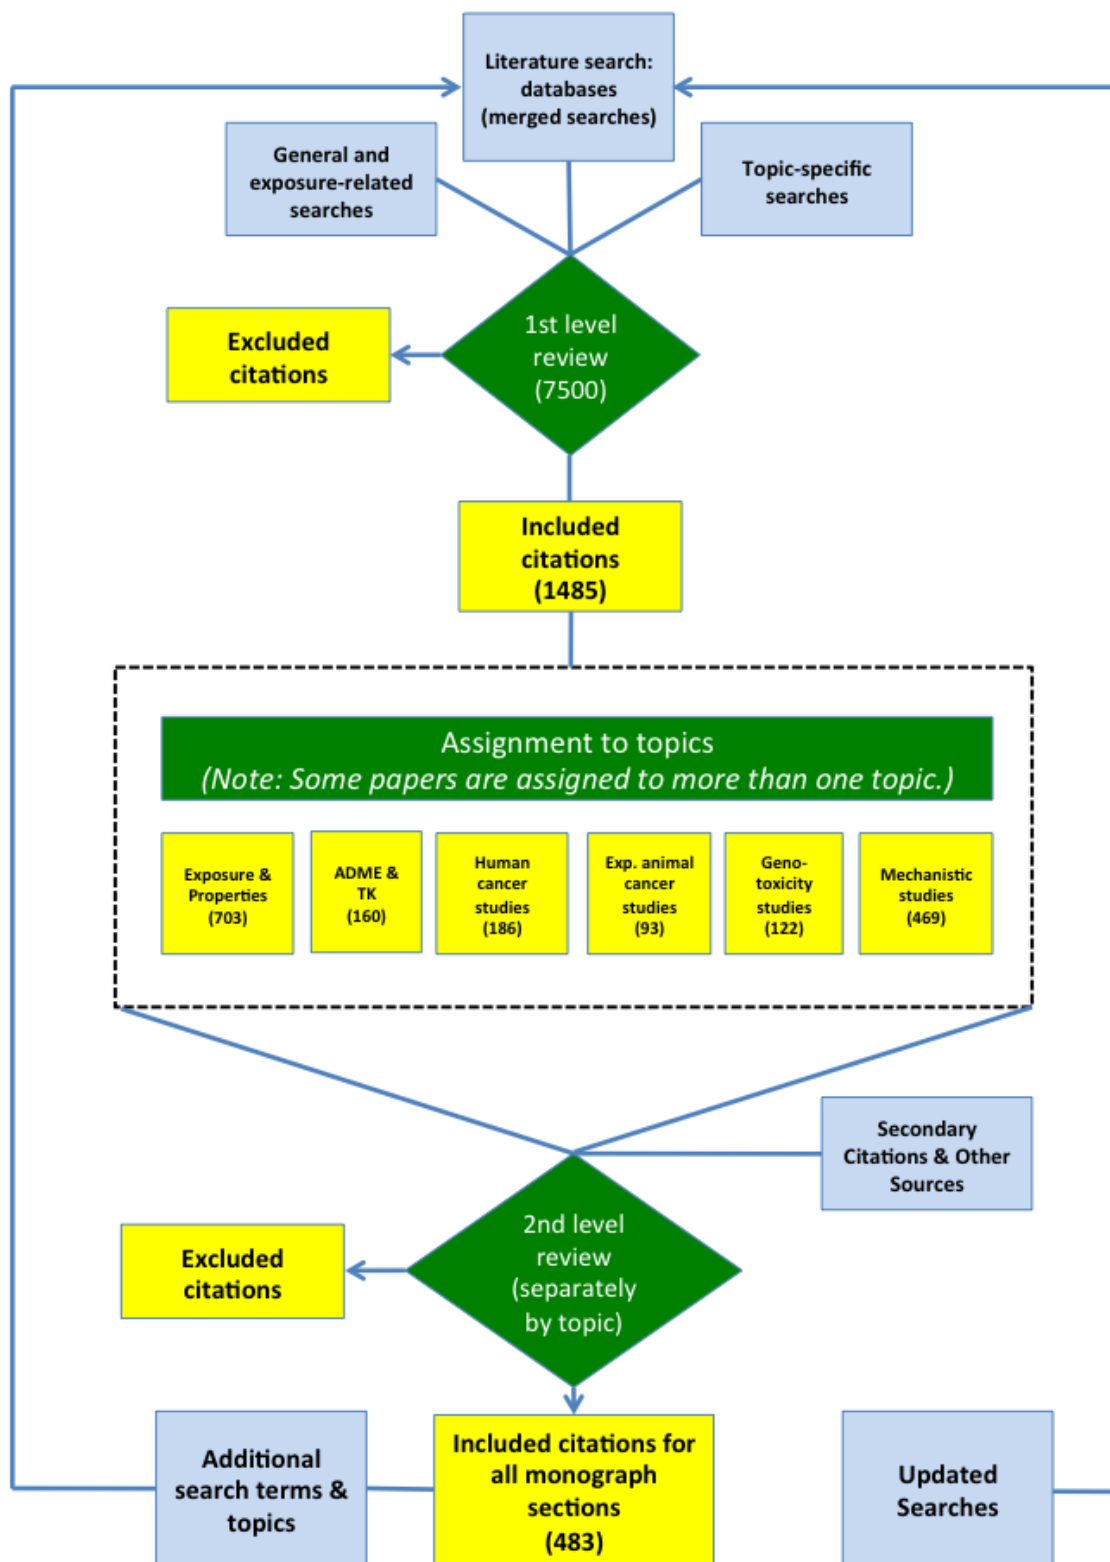 Literature search:
databases
(merged searches)
General and
exposure-related
searches
Topic-specific
searches
1st level
review
(7500)
Excluded
citations
Included
citations
(1485)
Assignment to topics
(Note: Some papers are assigned to more than one topic.)
Exposure &
Properties
(703)
ADME &
TK
(160)
Human
cancer
studies
(186)
Exp. animal
cancer
studies
(93)
Geno-
toxicity
studies
(122)
Mechanistic
studies
(469)
Secondary
Citations & Other
Sources
2nd level
review
(separately
by topic)
Excluded
citations
Additional
search terms &
topics
Included citations for
all monograph
sections
(483)
Updated
Searches